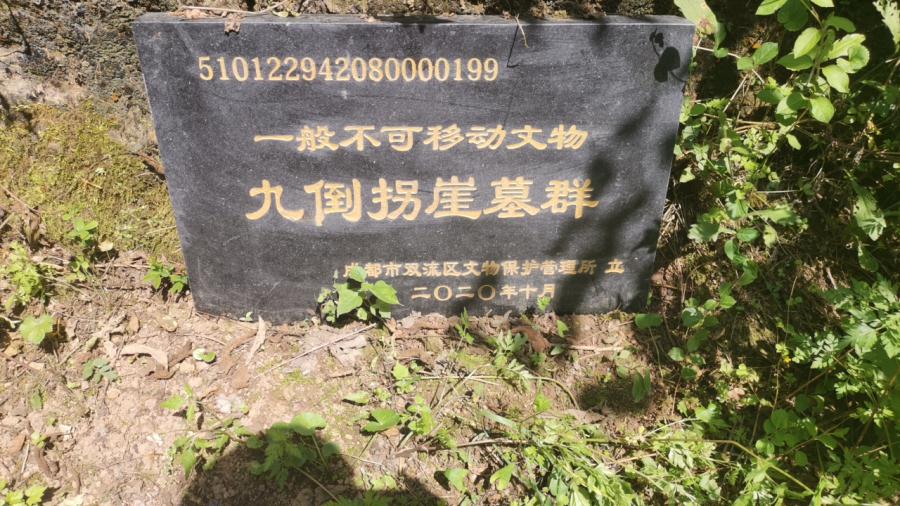 510122942080000199
一般不可移动文物
九倒拐崖墓群
成都市双流区文物保护管理所 立
二〇二〇年十月